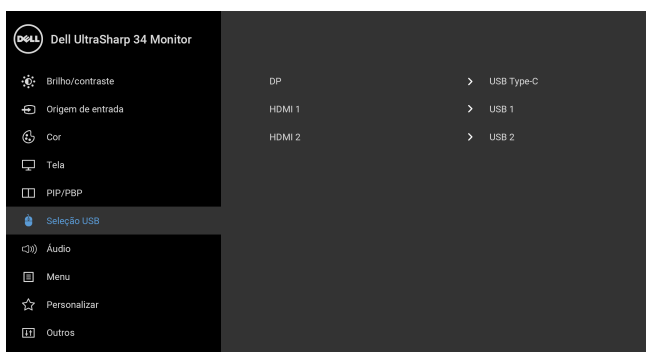 DELL Dell UltraSharp 34 Monitor
Brilho/contraste DP USB Type-C
Origem de entrada HDMI 1 USB 1
Cor HDMI 2 USB 2
Tela
PIP/PBP
Seleção USB
Áudio
Menu
Personalizar
Outros